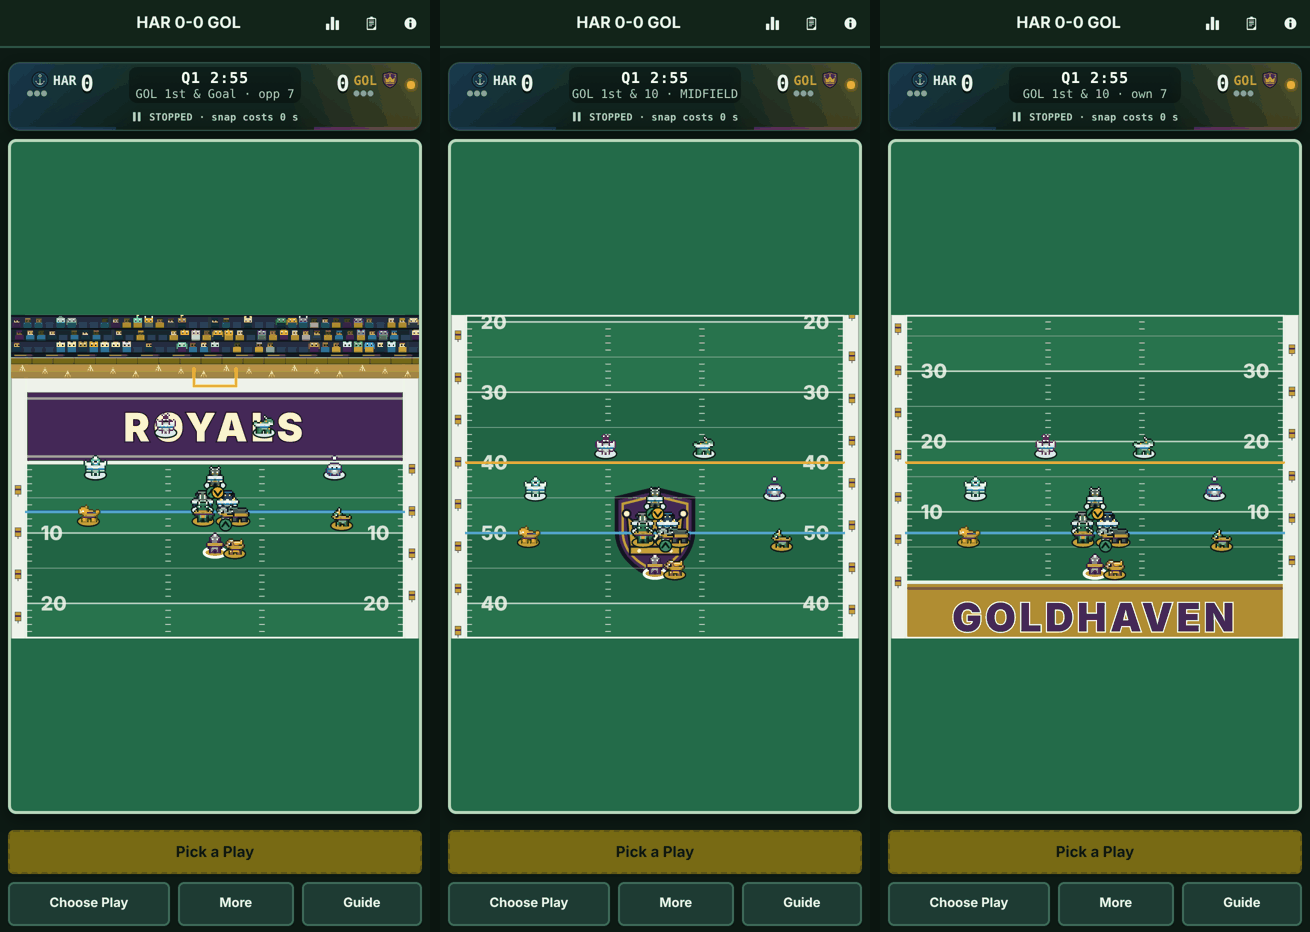 HAR 0-0 GOL
HAR 0
Q1 2:55
0 GOL
GOL 1st & Goal · opp 7
STOPPED · snap costs 0 s
ROYALS
10 10
20 20
Pick a Play
Choose Play
More
Guide
HAR 0-0 GOL
HAR 0
Q1 2:55
0 GOL
GOL 1st & 10 · MIDFIELD
STOPPED · snap costs 0 s
20 20
30 30
40 40
50 50
40 40
Pick a Play
Choose Play
More
Guide
HAR 0-0 GOL
HAR 0
Q1 2:55
0 GOL
GOL 1st & 10 · own 7
STOPPED · snap costs 0 s
30 30
20 20
10 10
GOLDHAVEN
Pick a Play
Choose Play
More
Guide